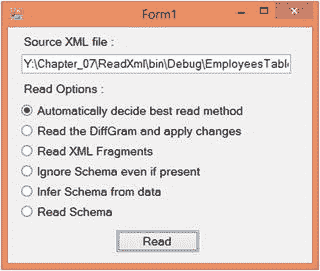 Form1
Source XML file :
Y:\Chapter_07\ReadXml\bin\Debug\EmployeesTabl
Read Options :
Automatically decide best read method
Read the DiffGram and apply changes
Read XML Fragments
Ignore Schema even if present
Infer Schema from data
Read Schema
Read